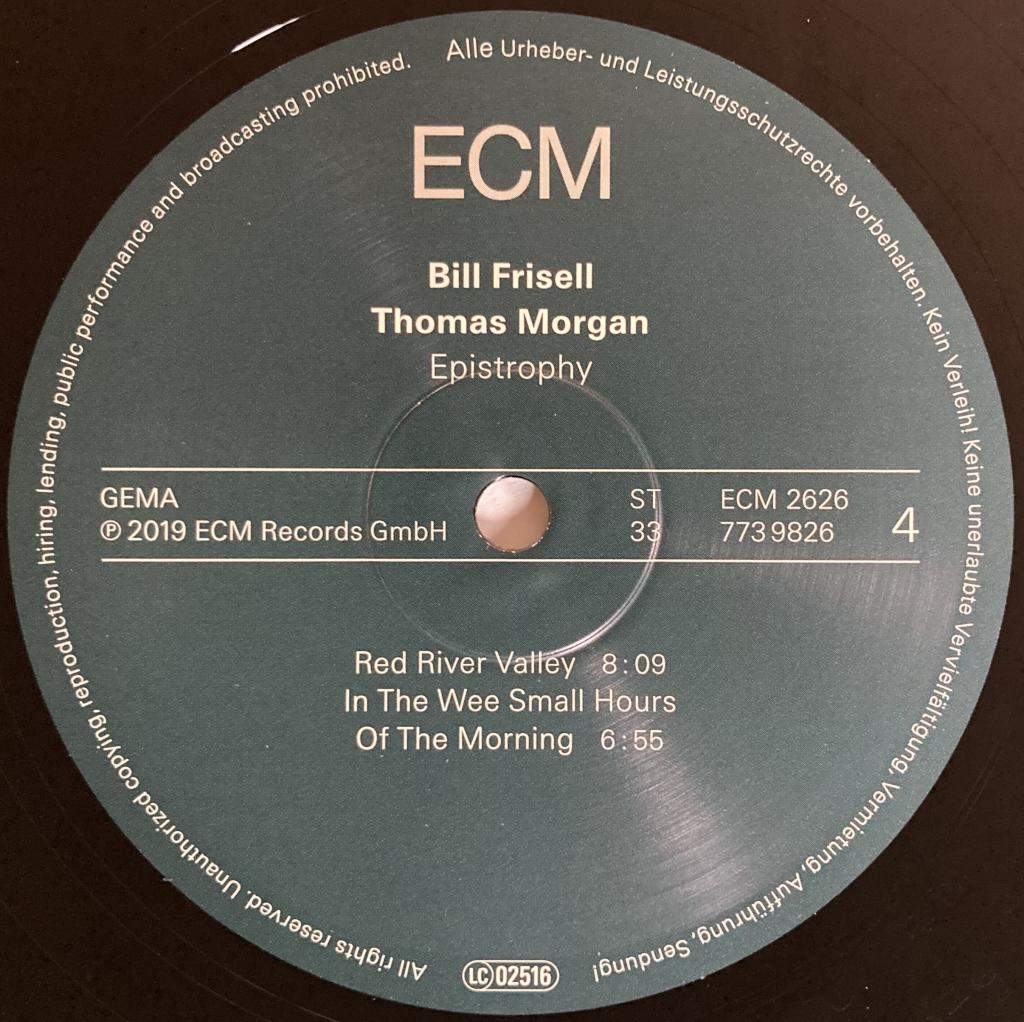 ECM
Bill Frisell
Thomas Morgan
Epistrophy
GEMA
℗ 2019 ECM Records GmbH
ST
33
ECM 2626
773 9826
4
Red River Valley 8:09
In The Wee Small Hours
Of The Morning 6:55
Alle Urheber- und Leistungsschutzrechte vorbehalten. Kein Verleih! Keine unerlaubte Vervielfältigung, Vermietung, Aufführung, Sendung!
LC 02516
All rights reserved. Unauthorized copying, reproduction, hiring, lending, public performance and broadcasting prohibited.